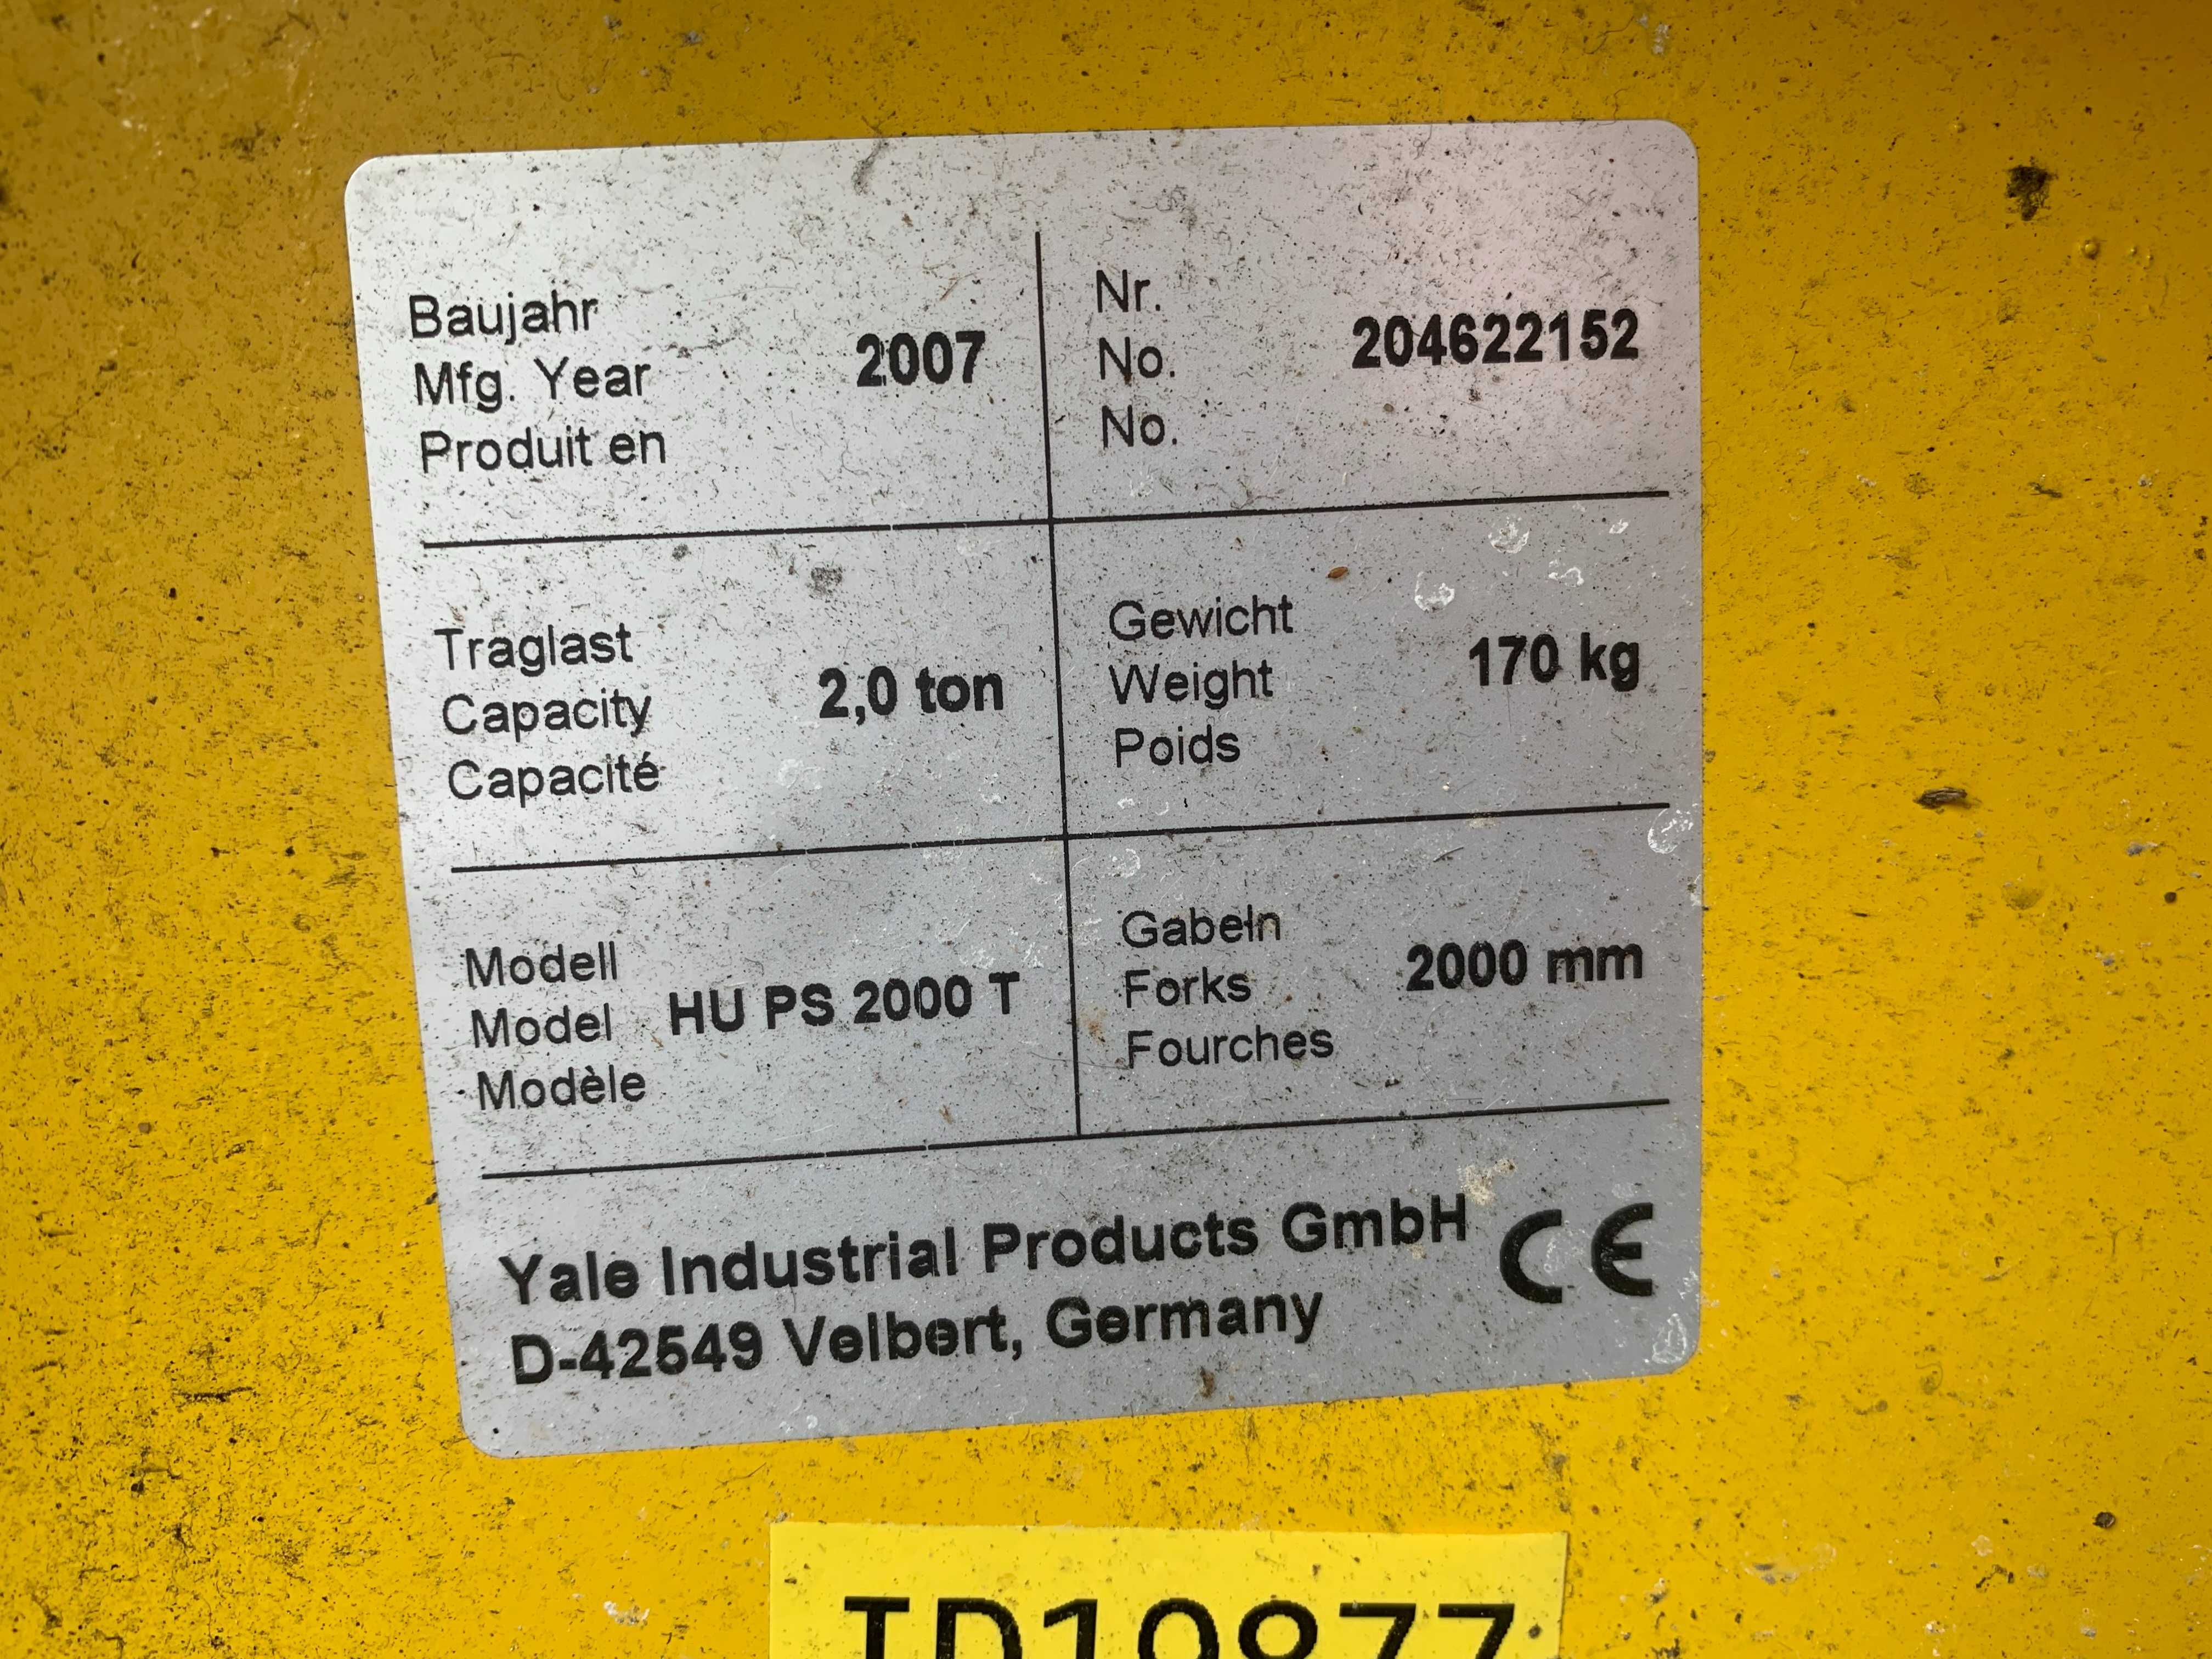 Baujahr
Mfg. Year
Produit en
2007
Nr.
No.
No.
204622152
Traglast
Capacity
Capacité
2,0 ton
Gewicht
Weight
Poids
170 kg
Modell
Model
Modèle
HU PS 2000 T
Gabeln
Forks
Fourches
2000 mm
Yale Industrial Products GmbH
D-42549 Velbert, Germany
CE